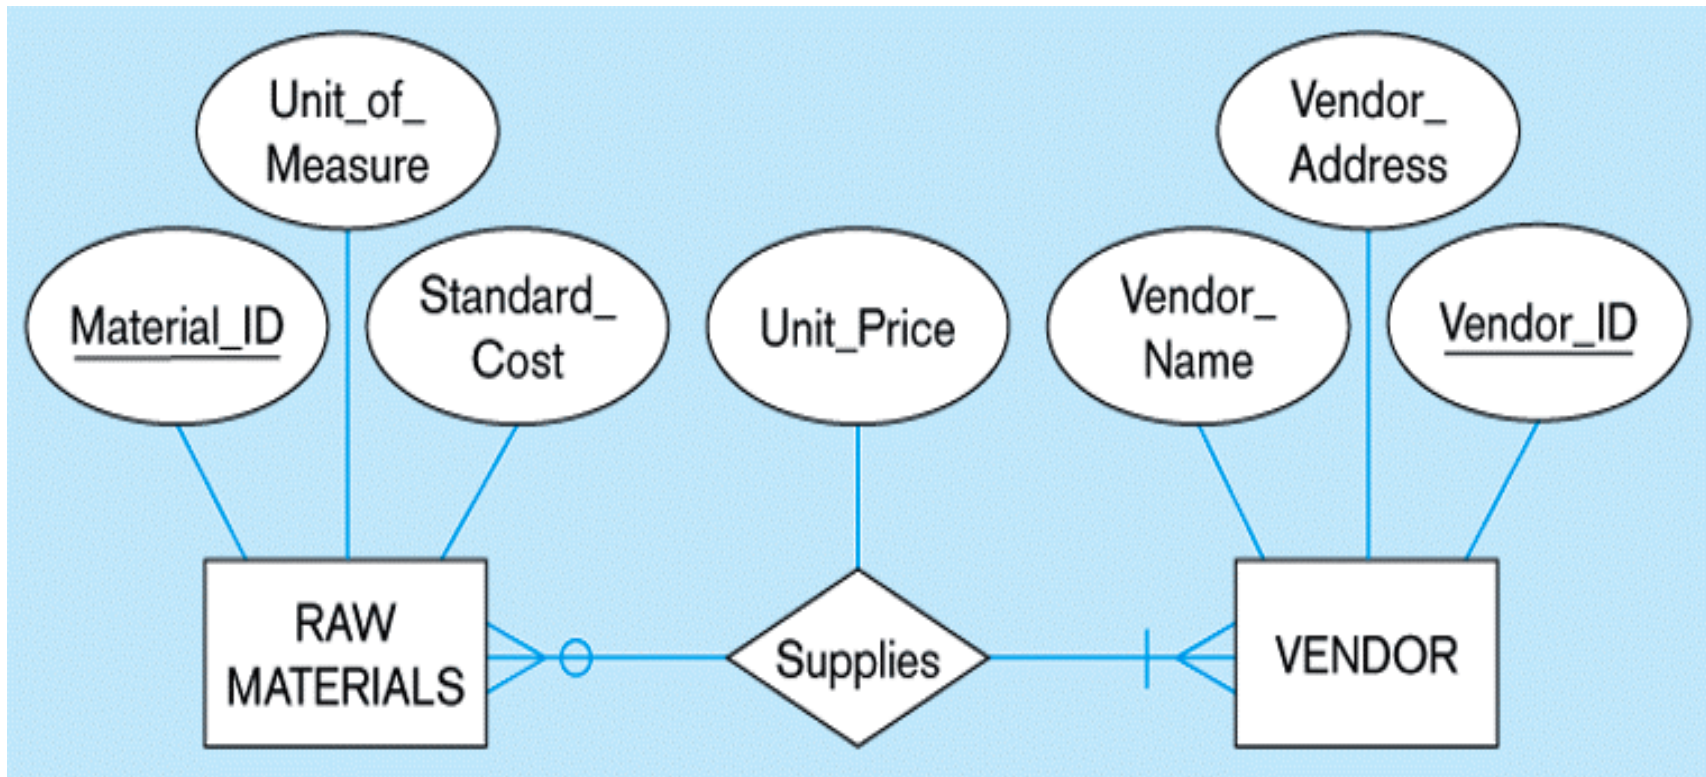 Unit_of_
Measure
Vendor_
Address
Material_ID
Standard_
Cost
Unit_Price
Vendor_
Name
Vendor_ID
RAW
MATERIALS
Supplies
VENDOR